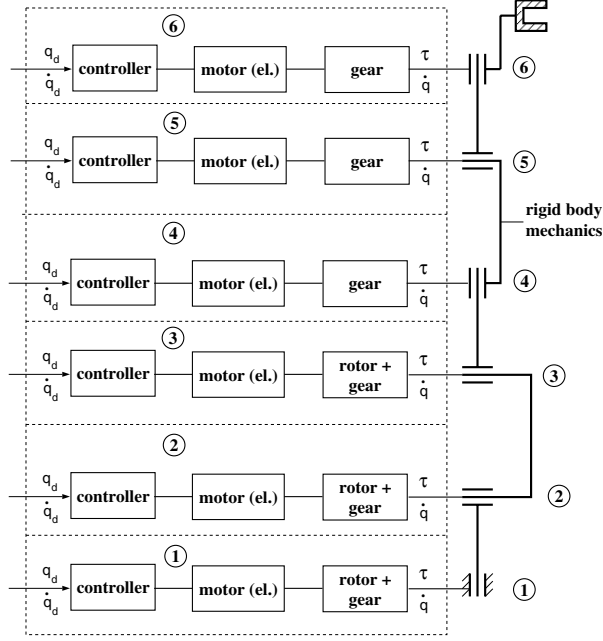 6
q_d
q̇_d
controller
motor (el.)
gear
τ
q̇
6
5
q_d
q̇_d
controller
motor (el.)
gear
τ
q̇
5
rigid body
mechanics
4
q_d
q̇_d
controller
motor (el.)
gear
τ
q̇
4
3
q_d
q̇_d
controller
motor (el.)
rotor +
gear
τ
q̇
3
2
q_d
q̇_d
controller
motor (el.)
rotor +
gear
τ
q̇
2
1
q_d
q̇_d
controller
motor (el.)
rotor +
gear
τ
q̇
1